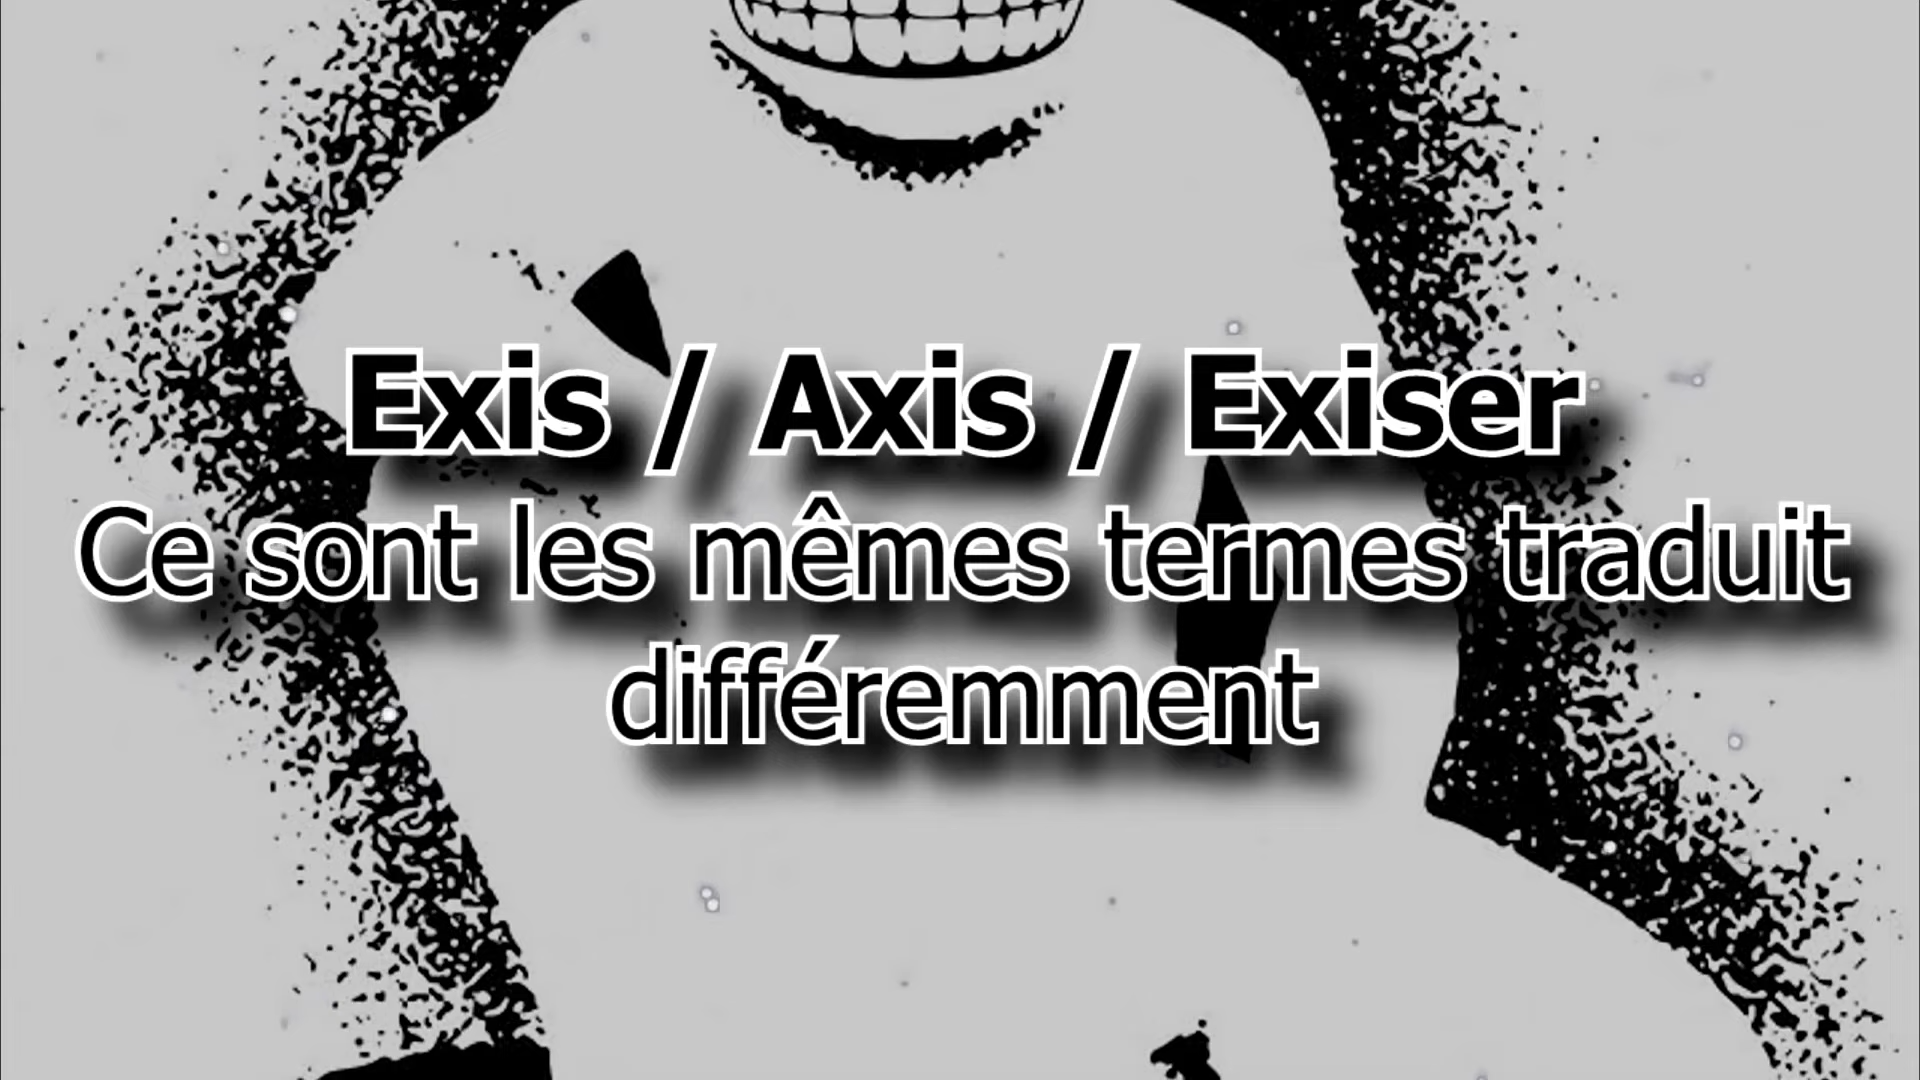 Exis / Axis / Exiser
Ce sont les mêmes termes traduit
différemment